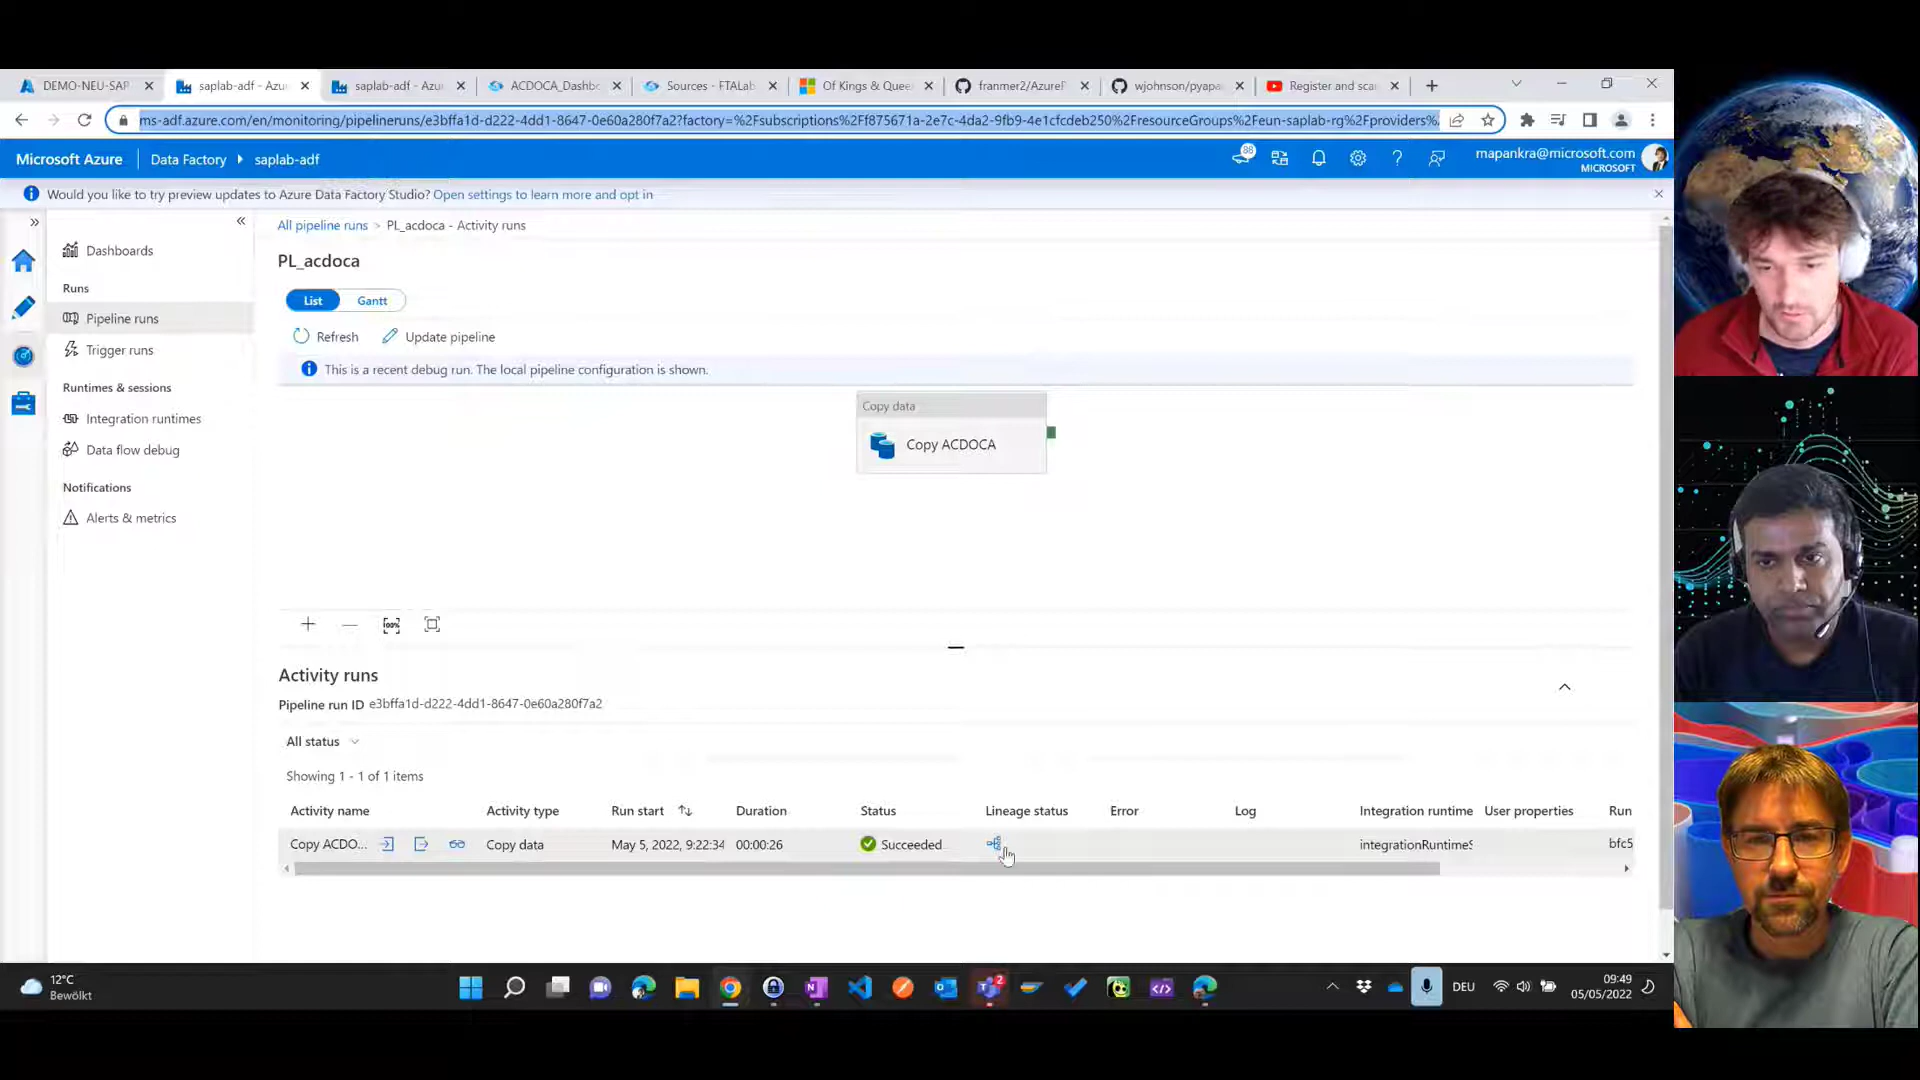 DEMO-NEU-SAP
saplab-adf - Azu
saplab-adf - Azu
ACDOCA_Dashbo
Sources - FTALab
Of Kings & Quee
franmer2/AzureP
wjohnson/pyapac
Register and scan
ms-adf.azure.com/en/monitoring/pipelineruns/e3bffa1d-d222-4dd1-8647-0e60a280f7a2?factory=%2Fsubscriptions%2Ff875671a-2e7c-4da2-9fb9-4e1fcfdeb250%2FresourceGroups%2Feun-saplab-rg%2Fproviders%
Microsoft Azure Data Factory saplab-adf
88
mapankra@microsoft.com
MICROSOFT
Would you like to try preview updates to Azure Data Factory Studio? Open settings to learn more and opt in
Dashboards
Runs
Pipeline runs
Trigger runs
Runtimes & sessions
Integration runtimes
Data flow debug
Notifications
Alerts & metrics
All pipeline runs > PL_acdoca - Activity runs
PL_acdoca
List Gantt
Refresh Update pipeline
This is a recent debug run. The local pipeline configuration is shown.
Copy data
Copy ACDOCA
100%
Activity runs
Pipeline run ID e3bffa1d-d222-4dd1-8647-0e60a280f7a2
All status
Showing 1 - 1 of 1 items
Activity name Activity type Run start Duration Status Lineage status Error Log Integration runtime User properties Run
Copy ACDO... Copy data May 5, 2022, 9:22:34 00:00:26 Succeeded integrationRuntimeS bfc5
12°C
Bewölkt
2
DEU
09:49
05/05/2022